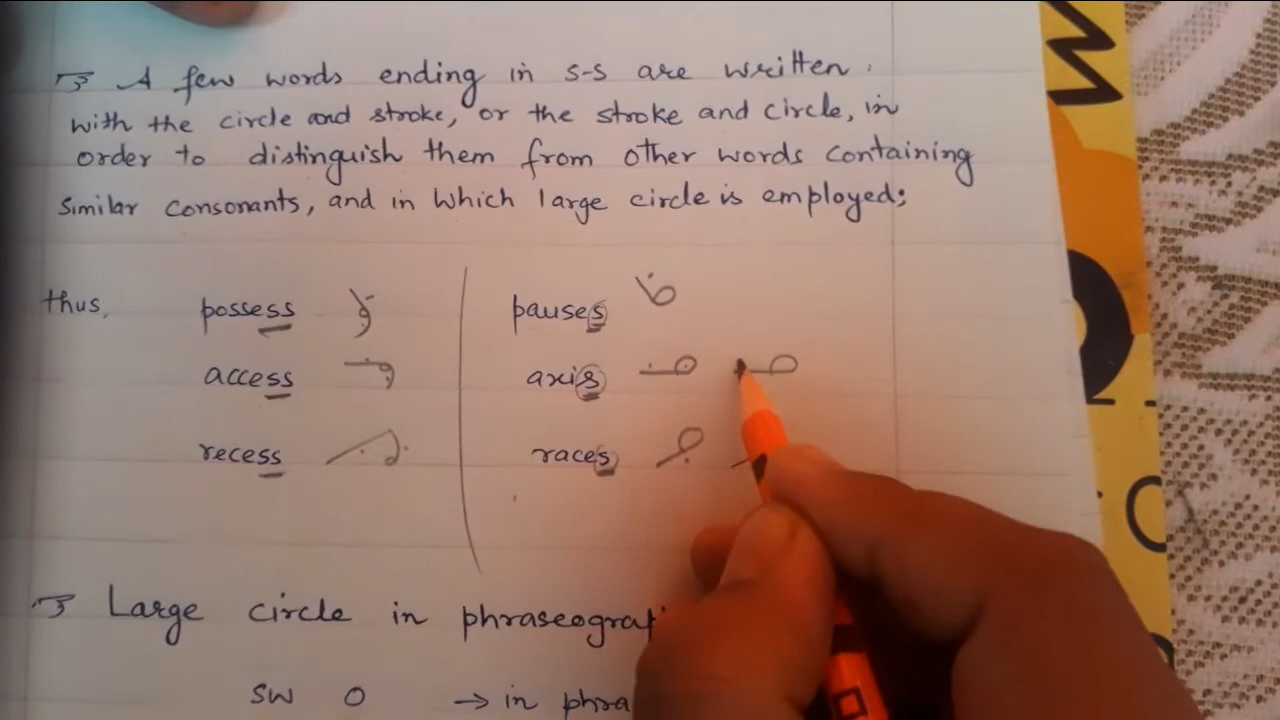 A few words ending in s-s are written.
with the circle and stroke, or the stroke and circle, in
order to distinguish them from other words containing
similar consonants, and in which large circle is employed;
thus,
possess pauses
access axis
recess races
Large circle in phraseograp
SW O → in phra